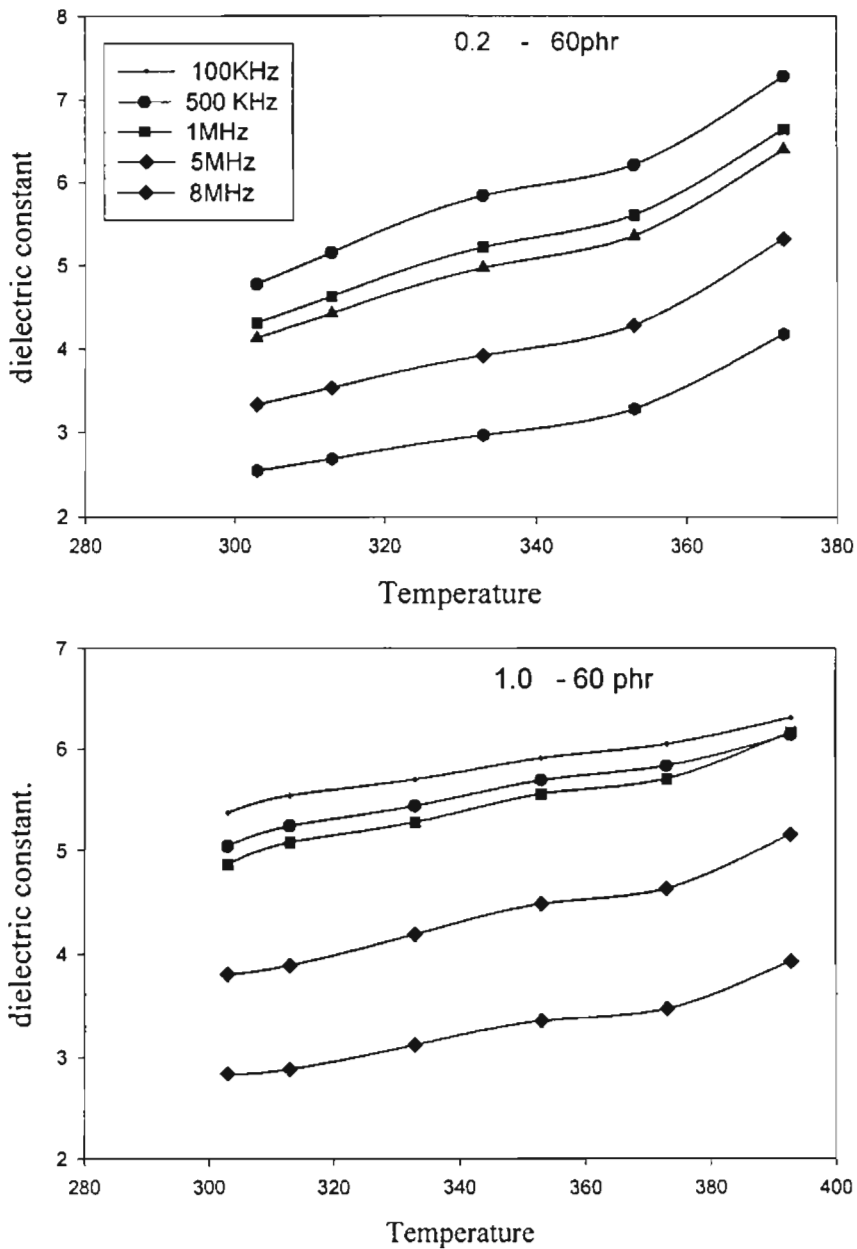 8
0.2 - 60phr
100KHz
500 KHz
1MHz
5MHz
8MHz
7
6
5
4
3
2
dielectric constant
280 300 320 340 360 380
Temperature
7
1.0 - 60 phr
6
5
4
3
2
dielectric constant.
280 300 320 340 360 380 400
Temperature